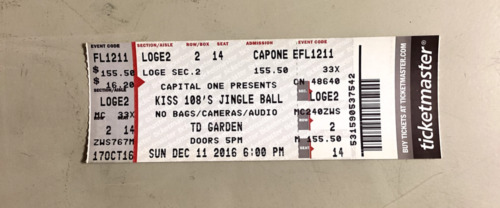 EVENT CODE SECTION/AISLE ROW/BOX SEAT ADMISSION EVENT CODE
FL1211 LOGE2 2 14 CAPONE EFL1211
$ 155.50 LOGE SEC.2 155.50 33X
$ 16.20 CAPITAL ONE PRESENTS CN 48640
LOGE2 KISS 108'S JINGLE BALL LOGE2
MC 33X NO BAGS/CAMERAS/AUDIO MC240ZWS
2 14 TD GARDEN 2
ZWS767M DOORS 5PM M 155.50
17OCT16 SUN DEC 11 2016 6:00 PM 14
531590537542
BUY TICKETS AT TICKETMASTER.COM
ticketmaster